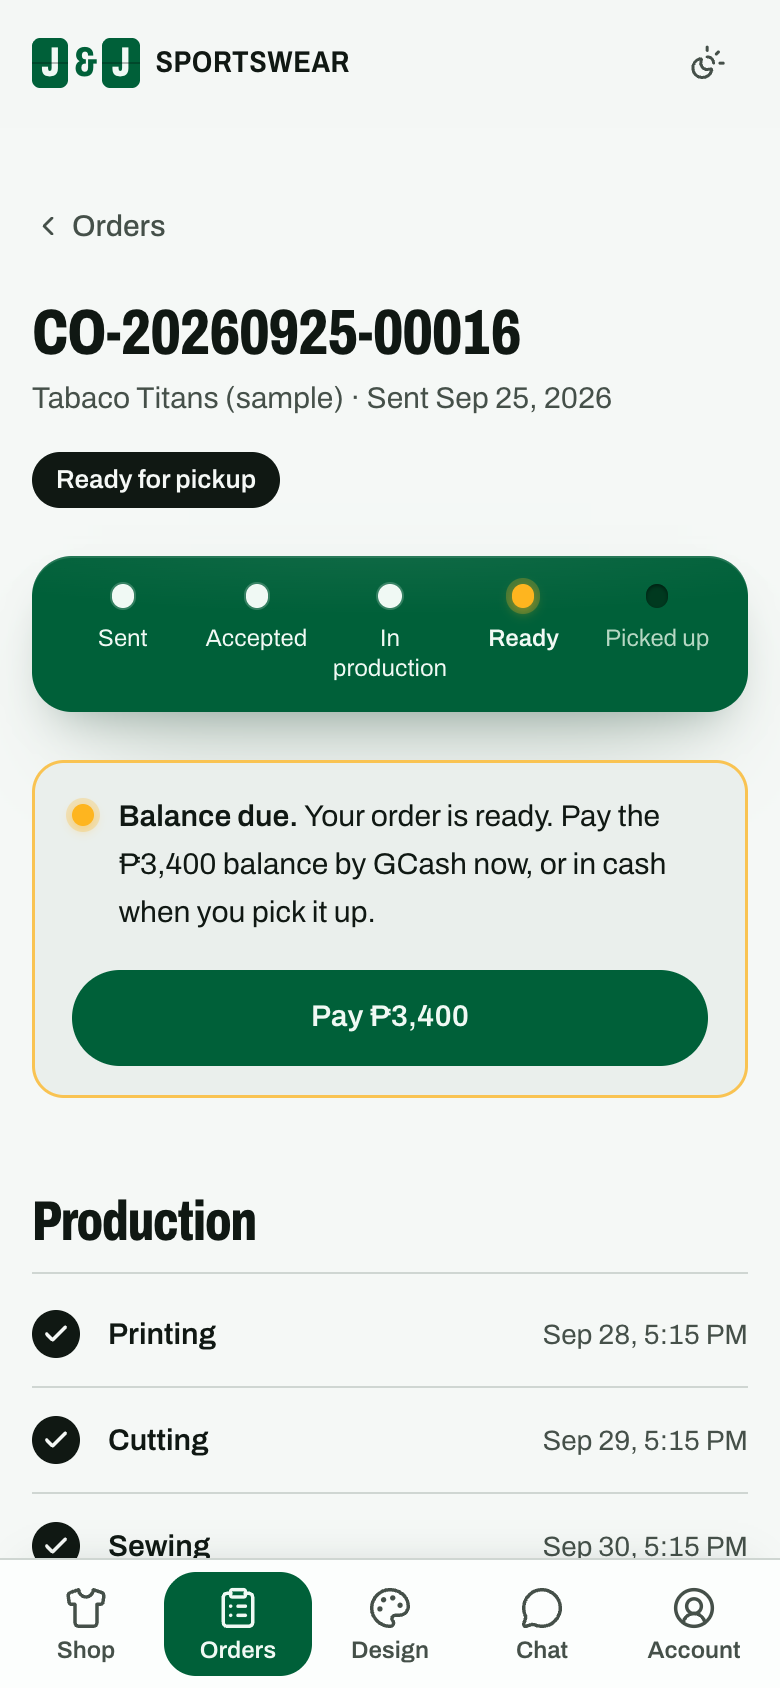 J & J SPORTSWEAR
Orders
CO-20260925-00016
Tabaco Titans (sample) · Sent Sep 25, 2026
Ready for pickup
Sent Accepted In production Ready Picked up
Balance due. Your order is ready. Pay the
₱3,400 balance by GCash now, or in cash
when you pick it up.
Pay ₱3,400
Production
Printing Sep 28, 5:15 PM
Cutting Sep 29, 5:15 PM
Sewing Sep 30, 5:15 PM
Shop Orders Design Chat Account